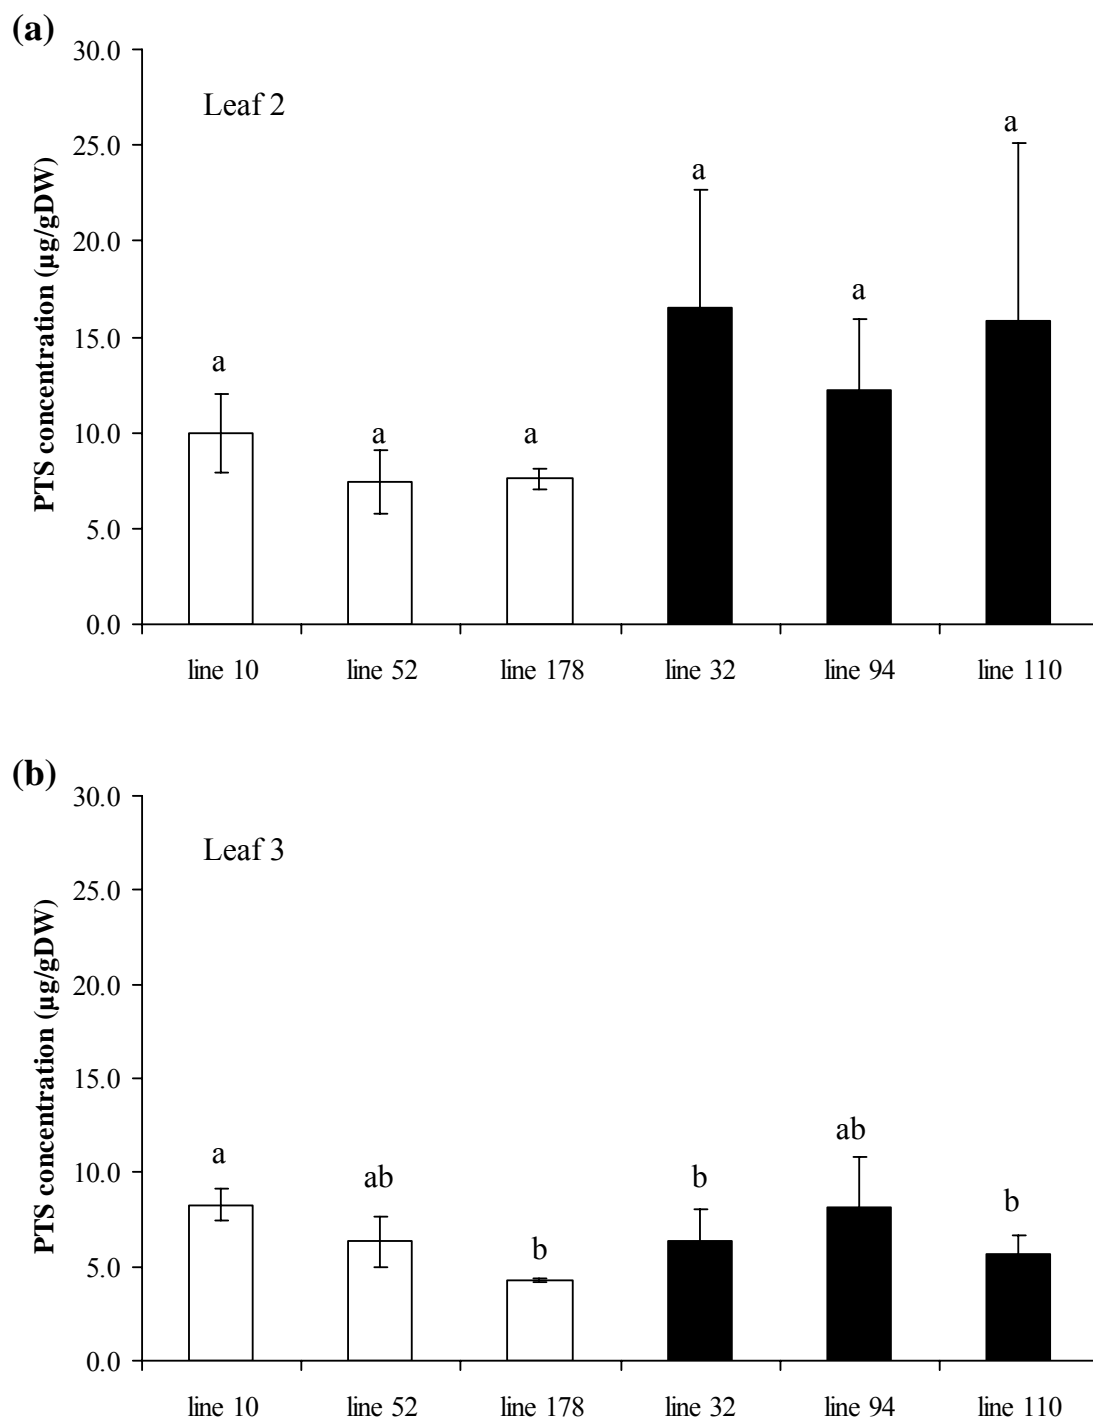 (a)
PTS concentration (µg/gDW)
30.0
25.0
20.0
15.0
10.0
5.0
0.0
Leaf 2
a
a
a
a
a
a
line 10 line 52 line 178 line 32 line 94 line 110
(b)
PTS concentration (µg/gDW)
30.0
25.0
20.0
15.0
10.0
5.0
0.0
Leaf 3
a
ab
b
b
ab
b
line 10 line 52 line 178 line 32 line 94 line 110